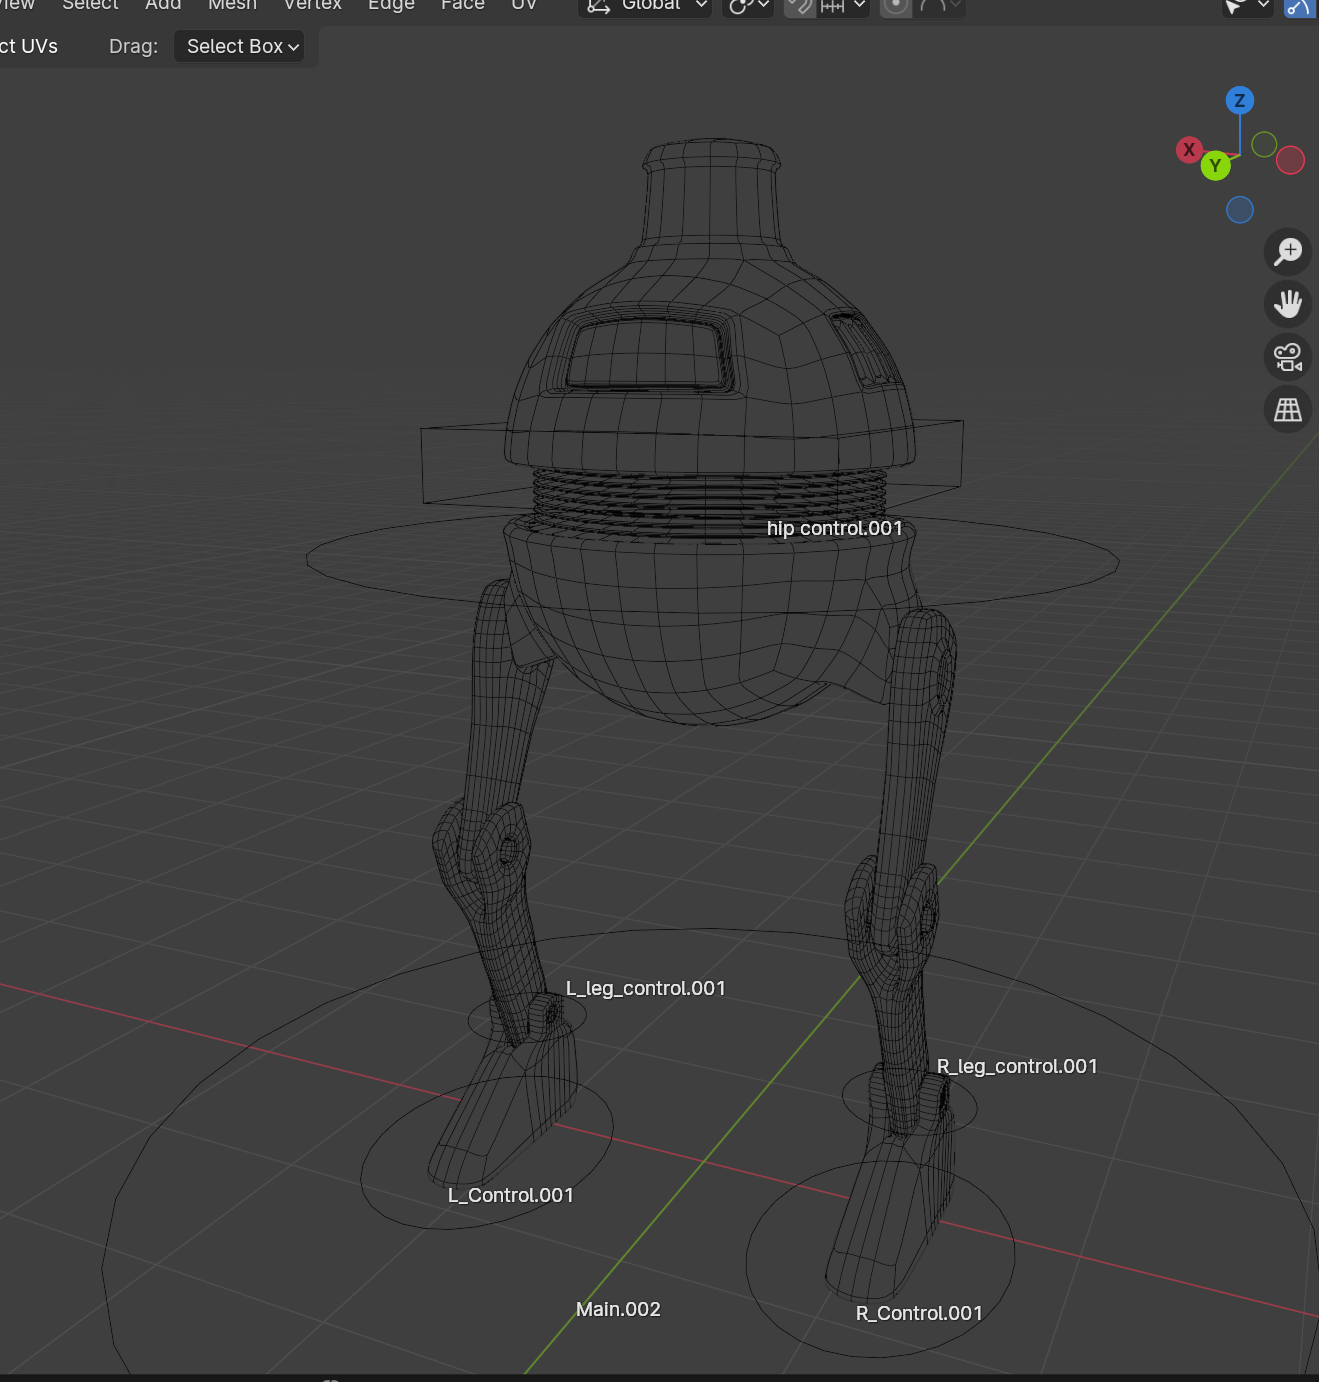 View Select Add Mesh Vertex Edge Face UV Global
ct UVs Drag: Select Box
Z
X
Y
hip control.001
L_leg_control.001
R_leg_control.001
L_Control.001
Main.002
R_Control.001